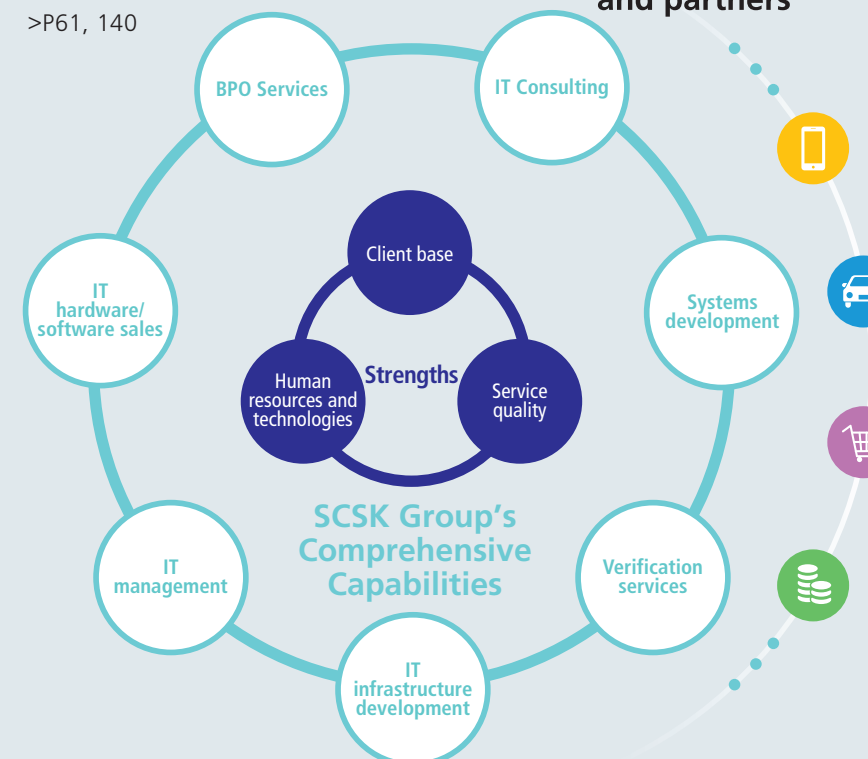 and partners
>P61, 140
BPO Services
IT Consulting
IT
hardware/
software sales
Client base
Systems
development
Strengths
Human
resources and
technologies
Service
quality
SCSK Group's
Comprehensive
Capabilities
IT
management
Verification
services
IT
infrastructure
development